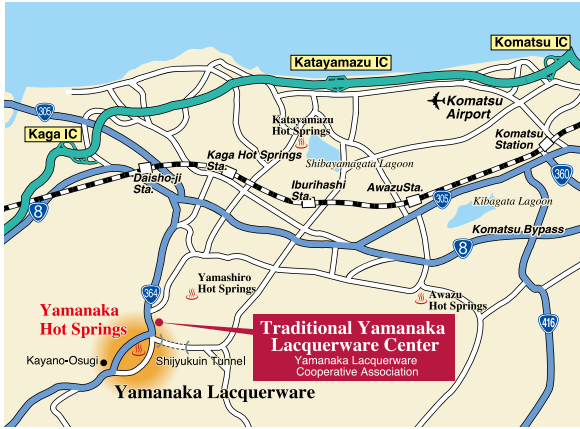 Komatsu IC
Katayamazu IC
Komatsu
Airport
305
Kaga IC
Katayamazu
Hot Springs
Komatsu
Station
Kaga Hot Springs
Sta.
Shibayamagata Lagoon
Daisho-ji
Sta.
Iburihashi
Sta.
AwazuSta.
305
360
8
Kibagata Lagoon
Komatsu Bypass
8
Yamashiro
Hot Springs
364
Awazu
Hot Springs
416
Yamanaka
Hot Springs
Traditional Yamanaka
Lacquerware Center
Yamanaka Lacquerware
Cooperative Association
Kayano-Osugi
Shijyukuin Tunnel
Yamanaka Lacquerware